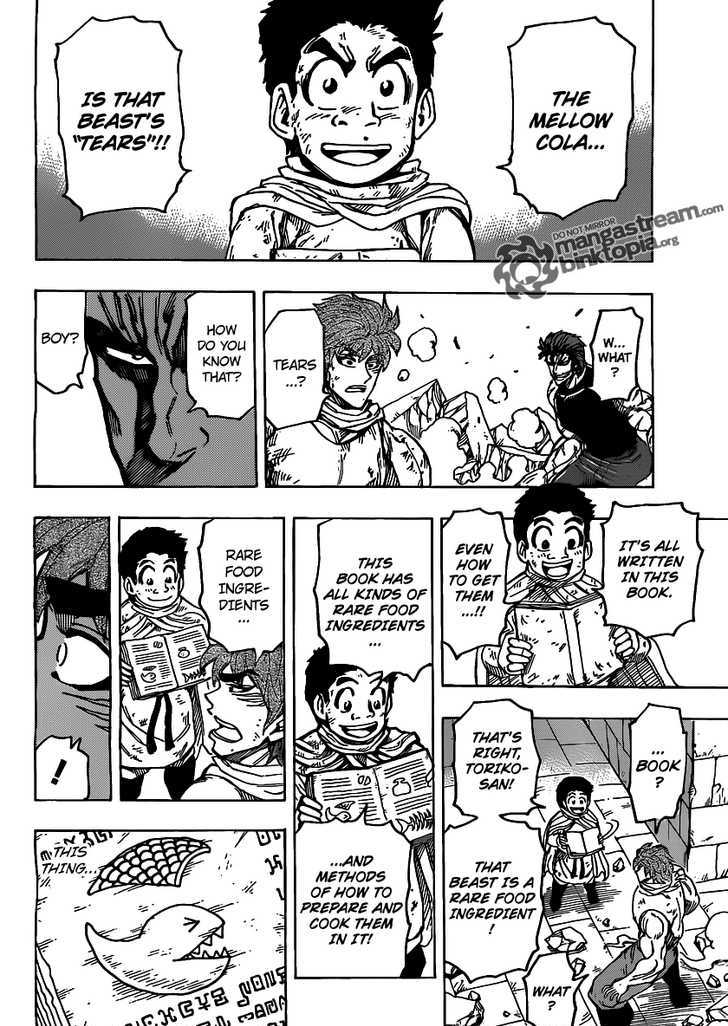 THE
MELLOW
COLA...
IS THAT
BEAST'S
"TEARS"!!
DO NOT MIRROR
mangastream.com
binktopia.org
W...
WHAT
?
TEARS
...?
HOW
DO YOU
KNOW
THAT?
BOY?
IT'S ALL
WRITTEN
IN THIS
BOOK.
EVEN
HOW
TO GET
THEM
...!!
...
BOOK
?
THAT'S
RIGHT,
TORIKO-
SAN!
THAT
BEAST IS A
RARE FOOD
INGREDIENT
!
WHAT
?
THIS
BOOK HAS
ALL KINDS OF
RARE FOOD
INGREDIENTS
...
...AND
METHODS
OF HOW TO
PREPARE AND
COOK THEM
IN IT!
RARE
FOOD
INGRE-
DIENTS
...
!
THIS
THING...